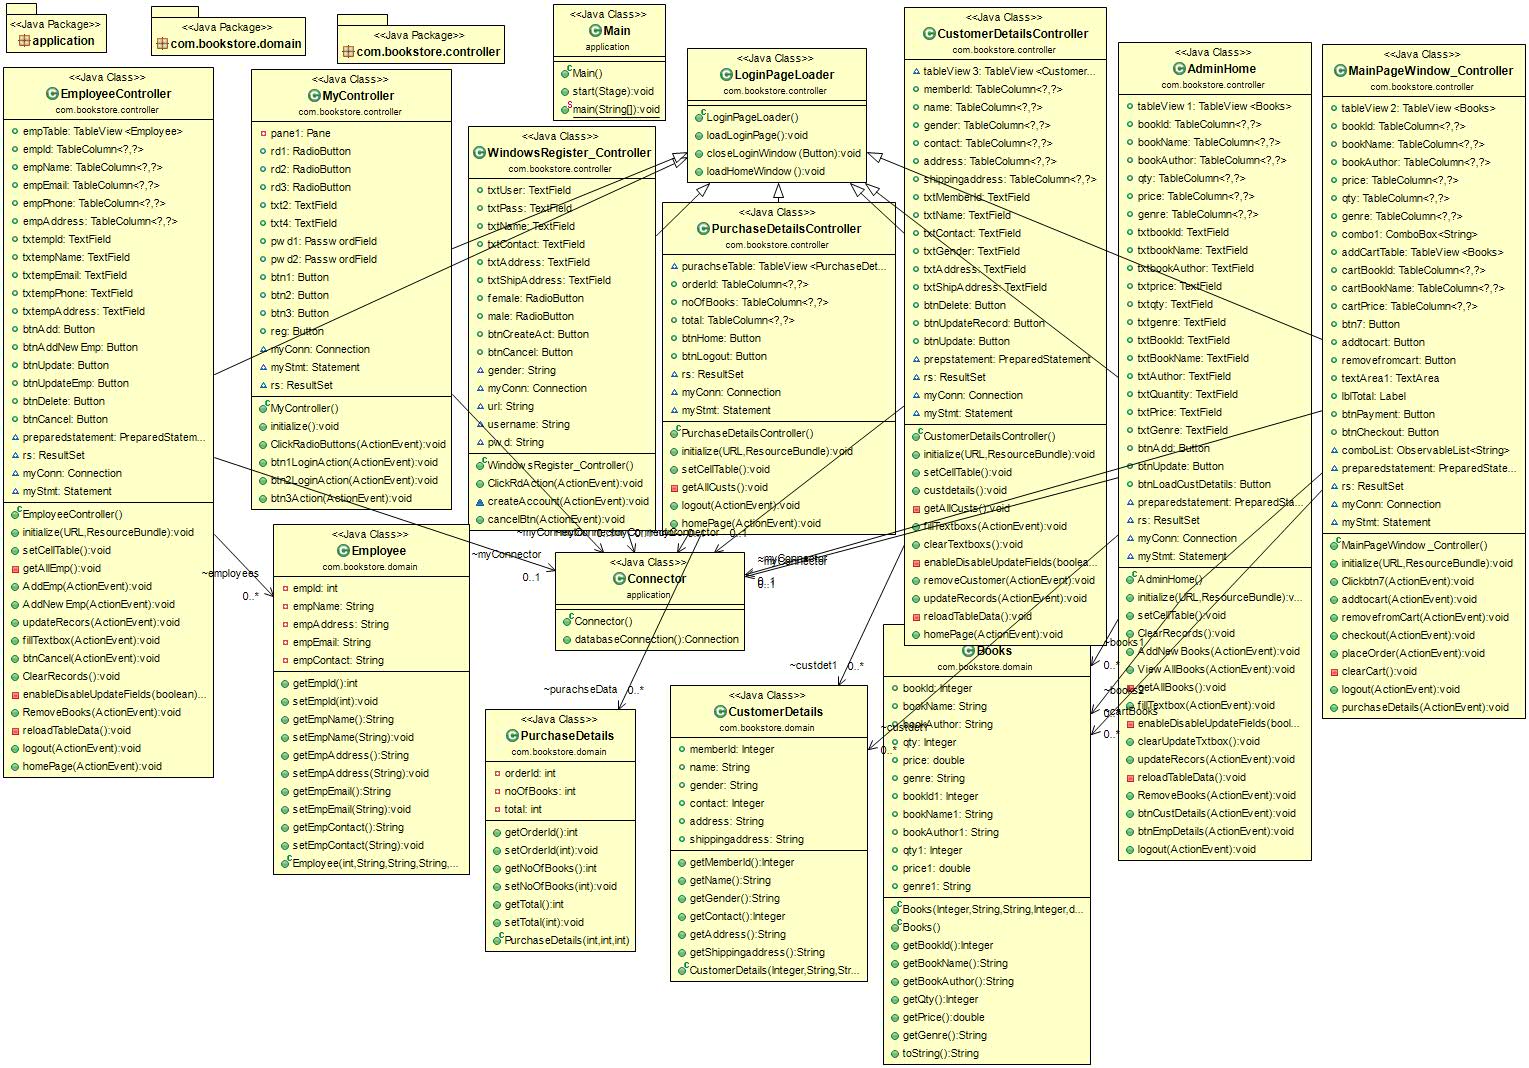 <<Java Package>>
application
<<Java Package>>
com.bookstore.domain
<<Java Package>>
com.bookstore.controller
<<Java Class>>
EmployeeController
com.bookstore.controller
empTable: TableView <Employee>
empId: TableColumn<?,?>
empName: TableColumn<?,?>
empEmail: TableColumn<?,?>
empPhone: TableColumn<?,?>
empAddress: TableColumn<?,?>
txtempId: TextField
txtempName: TextField
txtempEmail: TextField
txtempPhone: TextField
txtempAddress: TextField
btnAdd: Button
btnAddNewEmp: Button
btnUpdate: Button
btnUpdateEmp: Button
btnDelete: Button
btnCancel: Button
preparedstatement: PreparedStatem...
rs: ResultSet
myConn: Connection
myStmt: Statement
EmployeeController()
initialize(URL,ResourceBundle):void
setCellTable():void
getAllEmp():void
AddEmp(ActionEvent):void
AddNewEmp(ActionEvent):void
updateRecors(ActionEvent):void
fillTextbox(ActionEvent):void
btnCancel(ActionEvent):void
ClearRecords():void
enableDisableUpdateFields(boolean)...
RemoveBooks(ActionEvent):void
reloadTableData():void
logout(ActionEvent):void
homePage(ActionEvent):void
<<Java Class>>
MyController
com.bookstore.controller
pane1: Pane
rd1: RadioButton
rd2: RadioButton
rd3: RadioButton
txt2: TextField
txt4: TextField
pwd1: PasswordField
pwd2: PasswordField
btn1: Button
btn2: Button
btn3: Button
reg: Button
myConn: Connection
myStmt: Statement
rs: ResultSet
MyController()
initialize():void
ClickRadioButtons(ActionEvent):void
btn1LoginAction(ActionEvent):void
btn2LoginAction(ActionEvent):void
btn3Action(ActionEvent):void
<<Java Class>>
WindowsRegister_Controller
com.bookstore.controller
txtUser: TextField
txtPass: TextField
txtName: TextField
txtContact: TextField
txtAddress: TextField
txtShipAddress: TextField
female: RadioButton
male: RadioButton
btnCreateAct: Button
btnCancel: Button
gender: String
myConn: Connection
url: String
username: String
pwd: String
WindowsRegister_Controller()
ClickRdAction(ActionEvent):void
createAccount(ActionEvent):void
cancelBtn(ActionEvent):void
<<Java Class>>
Main
application
Main()
start(Stage):void
main(String[]):void
<<Java Class>>
LoginPageLoader
com.bookstore.controller
LoginPageLoader()
loadLoginPage():void
closeLoginWindow(Button):void
loadHomeWindow():void
<<Java Class>>
PurchaseDetailsController
com.bookstore.controller
purachseTable: TableView<PurchaseDet...
orderId: TableColumn<?,?>
noOfBooks: TableColumn<?,?>
total: TableColumn<?,?>
btnHome: Button
btnLogout: Button
rs: ResultSet
myConn: Connection
myStmt: Statement
PurchaseDetailsController()
initialize(URL,ResourceBundle):void
setCellTable():void
getAllCusts():void
logout(ActionEvent):void
homePage(ActionEvent):void
<<Java Class>>
CustomerDetailsController
com.bookstore.controller
tableView3: TableView<Customer...
memberId: TableColumn<?,?>
name: TableColumn<?,?>
gender: TableColumn<?,?>
contact: TableColumn<?,?>
address: TableColumn<?,?>
shippingaddress: TableColumn<?,?>
txtMemberId: TextField
txtName: TextField
txtContact: TextField
txtGender: TextField
txtAddress: TextField
txtShipAddress: TextField
btnDelete: Button
btnUpdateRecord: Button
btnUpdate: Button
prepstatement: PreparedStatement
rs: ResultSet
myConn: Connection
myStmt: Statement
CustomerDetailsController()
initialize(URL,ResourceBundle):void
setCellTable():void
custdetails():void
getAllCusts():void
fillTextboxs(ActionEvent):void
clearTextboxs():void
enableDisableUpdateFields(boolea...
removeCustomer(ActionEvent):void
updateRecords(ActionEvent):void
reloadTableData():void
homePage(ActionEvent):void
<<Java Class>>
AdminHome
com.bookstore.controller
tableView1: TableView<Books>
bookId: TableColumn<?,?>
bookName: TableColumn<?,?>
bookAuthor: TableColumn<?,?>
qty: TableColumn<?,?>
price: TableColumn<?,?>
genre: TableColumn<?,?>
txtbookId: TextField
txtbookName: TextField
txtbookAuthor: TextField
txtprice: TextField
txtqty: TextField
txtgenre: TextField
txtBookId: TextField
txtBookName: TextField
txtAuthor: TextField
txtQuantity: TextField
txtPrice: TextField
txtGenre: TextField
btnAdd: Button
btnUpdate: Button
btnLoadCustDetails: Button
preparedstatement: PreparedSta...
rs: ResultSet
myConn: Connection
myStmt: Statement
AdminHome()
initialize(URL,ResourceBundle):v...
setCellTable():void
ClearRecords():void
AddNewBooks(ActionEvent):void
ViewAllBooks(ActionEvent):void
getAllBooks():void
fillTextbox(ActionEvent):void
enableDisableUpdateFields(bool...
clearUpdateTxtbox():void
updateRecors(ActionEvent):void
reloadTableData():void
RemoveBooks(ActionEvent):void
btnCustDetails(ActionEvent):void
btnEmpDetails(ActionEvent):void
logout(ActionEvent):void
<<Java Class>>
MainPageWindow_Controller
com.bookstore.controller
tableView2: TableView<Books>
bookId: TableColumn<?,?>
bookName: TableColumn<?,?>
bookAuthor: TableColumn<?,?>
price: TableColumn<?,?>
qty: TableColumn<?,?>
genre: TableColumn<?,?>
combo1: ComboBox<String>
addCartTable: TableView<Books>
cartBookId: TableColumn<?,?>
cartBookName: TableColumn<?,?>
cartPrice: TableColumn<?,?>
btn7: Button
addtocart: Button
removefromcart: Button
textArea1: TextArea
lblTotal: Label
btnPayment: Button
btnCheckout: Button
comboList: ObservableList<String>
preparedstatement: PreparedState...
rs: ResultSet
myConn: Connection
myStmt: Statement
MainPageWindow_Controller()
initialize(URL,ResourceBundle):void
Clickbtn7(ActionEvent):void
addtocart(ActionEvent):void
removefromCart(ActionEvent):void
checkout(ActionEvent):void
placeOrder(ActionEvent):void
clearCart():void
logout(ActionEvent):void
purchaseDetails(ActionEvent):void
~employees
0..*
<<Java Class>>
Employee
com.bookstore.domain
empId: int
empName: String
empAddress: String
empEmail: String
empContact: String
getEmpId():int
setEmpId(int):void
getEmpName():String
setEmpName(String):void
getEmpAddress():String
setEmpAddress(String):void
getEmpEmail():String
setEmpEmail(String):void
getEmpContact():String
setEmpContact(String):void
Employee(int,String,String,String,...
~myConnector
0..1
0..1
<<Java Class>>
Connector
application
Connector()
databaseConnection():Connection
~myConnector
0..1
~purachseData
0..*
<<Java Class>>
PurchaseDetails
com.bookstore.domain
orderId: int
noOfBooks: int
total: int
getOrderId():int
setOrderId(int):void
getNoOfBooks():int
setNoOfBooks(int):void
getTotal():int
setTotal(int):void
PurchaseDetails(int,int,int)
~custdet1
0..*
<<Java Class>>
CustomerDetails
com.bookstore.domain
memberId: Integer
name: String
gender: String
contact: Integer
address: String
shippingaddress: String
getMemberId():Integer
getName():String
getGender():String
getContact():Integer
getAddress():String
getShippingaddress():String
CustomerDetails(Integer,String,Str...
~custdet1
0..*
Books
com.bookstore.domain
bookId: Integer
bookName: String
bookAuthor: String
qty: Integer
price: double
genre: String
bookId1: Integer
bookName1: String
bookAuthor1: String
qty1: Integer
price1: double
genre1: String
Books(Integer,String,String,Integer,d...
Books()
getBookId():Integer
getBookName():String
getBookAuthor():String
getQty():Integer
getPrice():double
getGenre():String
toString():String
~books1
0..*
~books2
0..*
~cartBooks
0..*